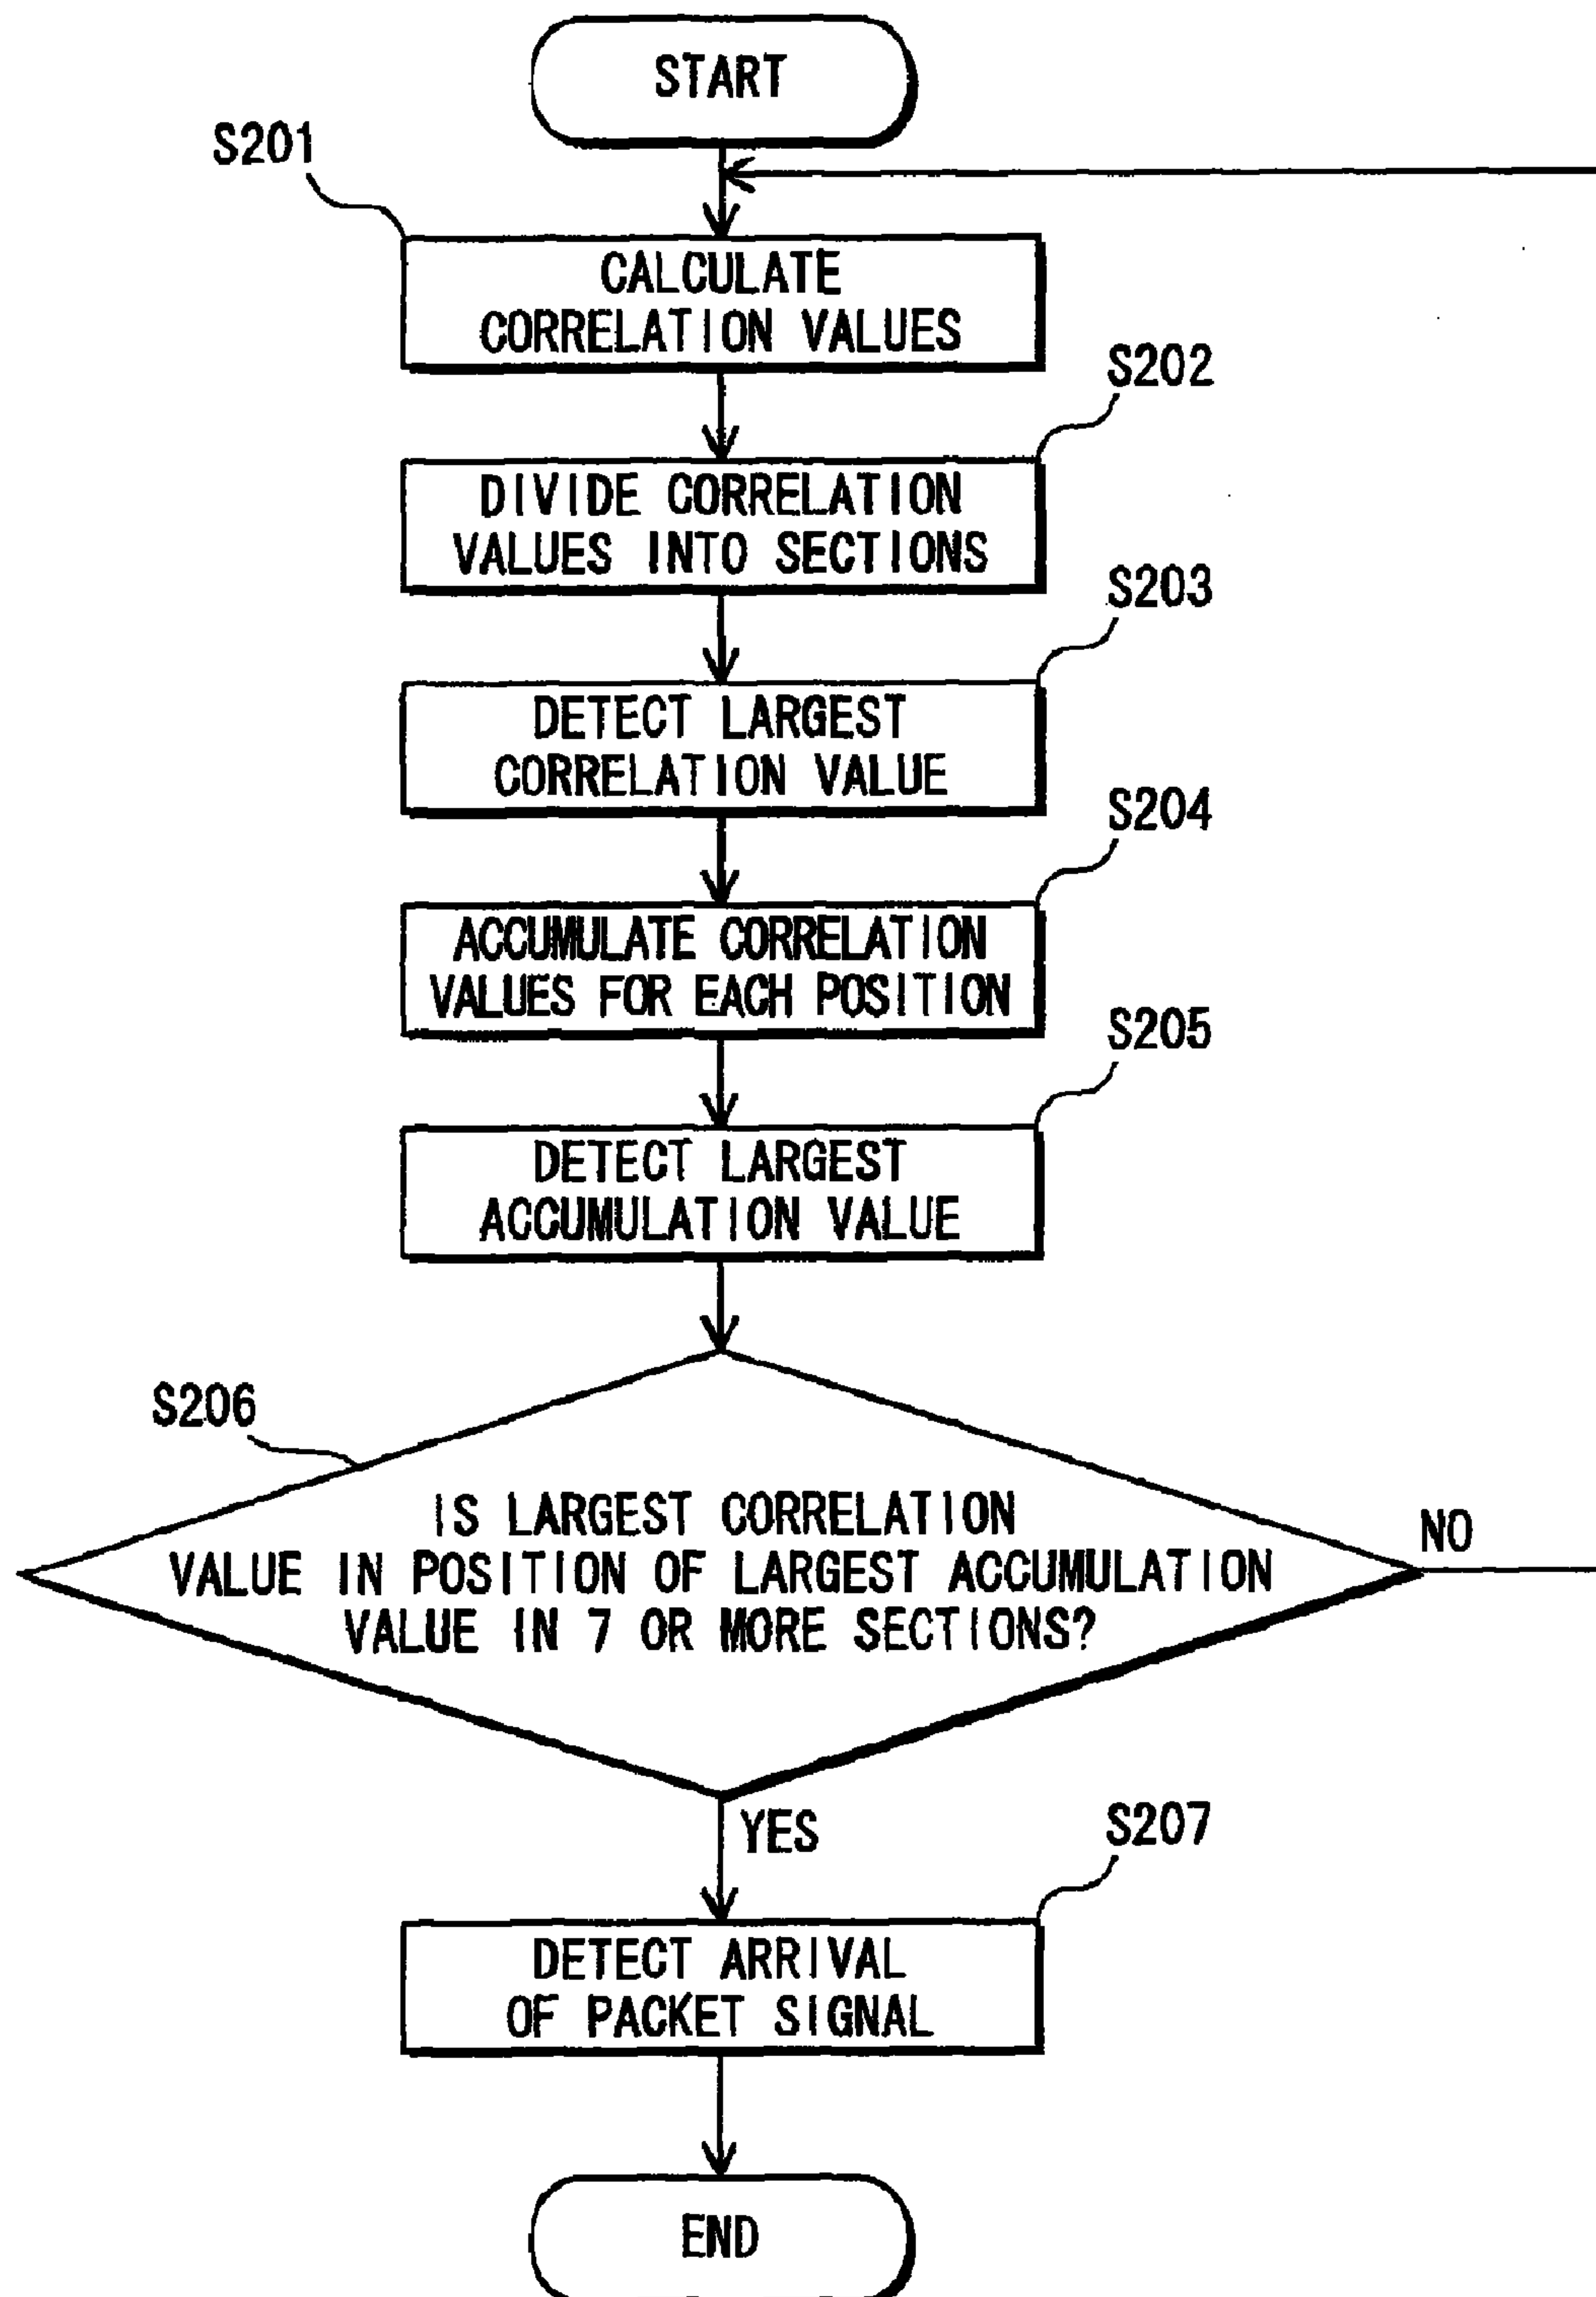 START
S201
CALCULATE
CORRELATION VALUES
S202
DIVIDE CORRELATION
VALUES INTO SECTIONS
S203
DETECT LARGEST
CORRELATION VALUE
S204
ACCUMULATE CORRELATION
VALUES FOR EACH POSITION
S205
DETECT LARGEST
ACCUMULATION VALUE
S206
IS LARGEST CORRELATION
VALUE IN POSITION OF LARGEST ACCUMULATION
VALUE IN 7 OR MORE SECTIONS?
NO
YES
S207
DETECT ARRIVAL
OF PACKET SIGNAL
END